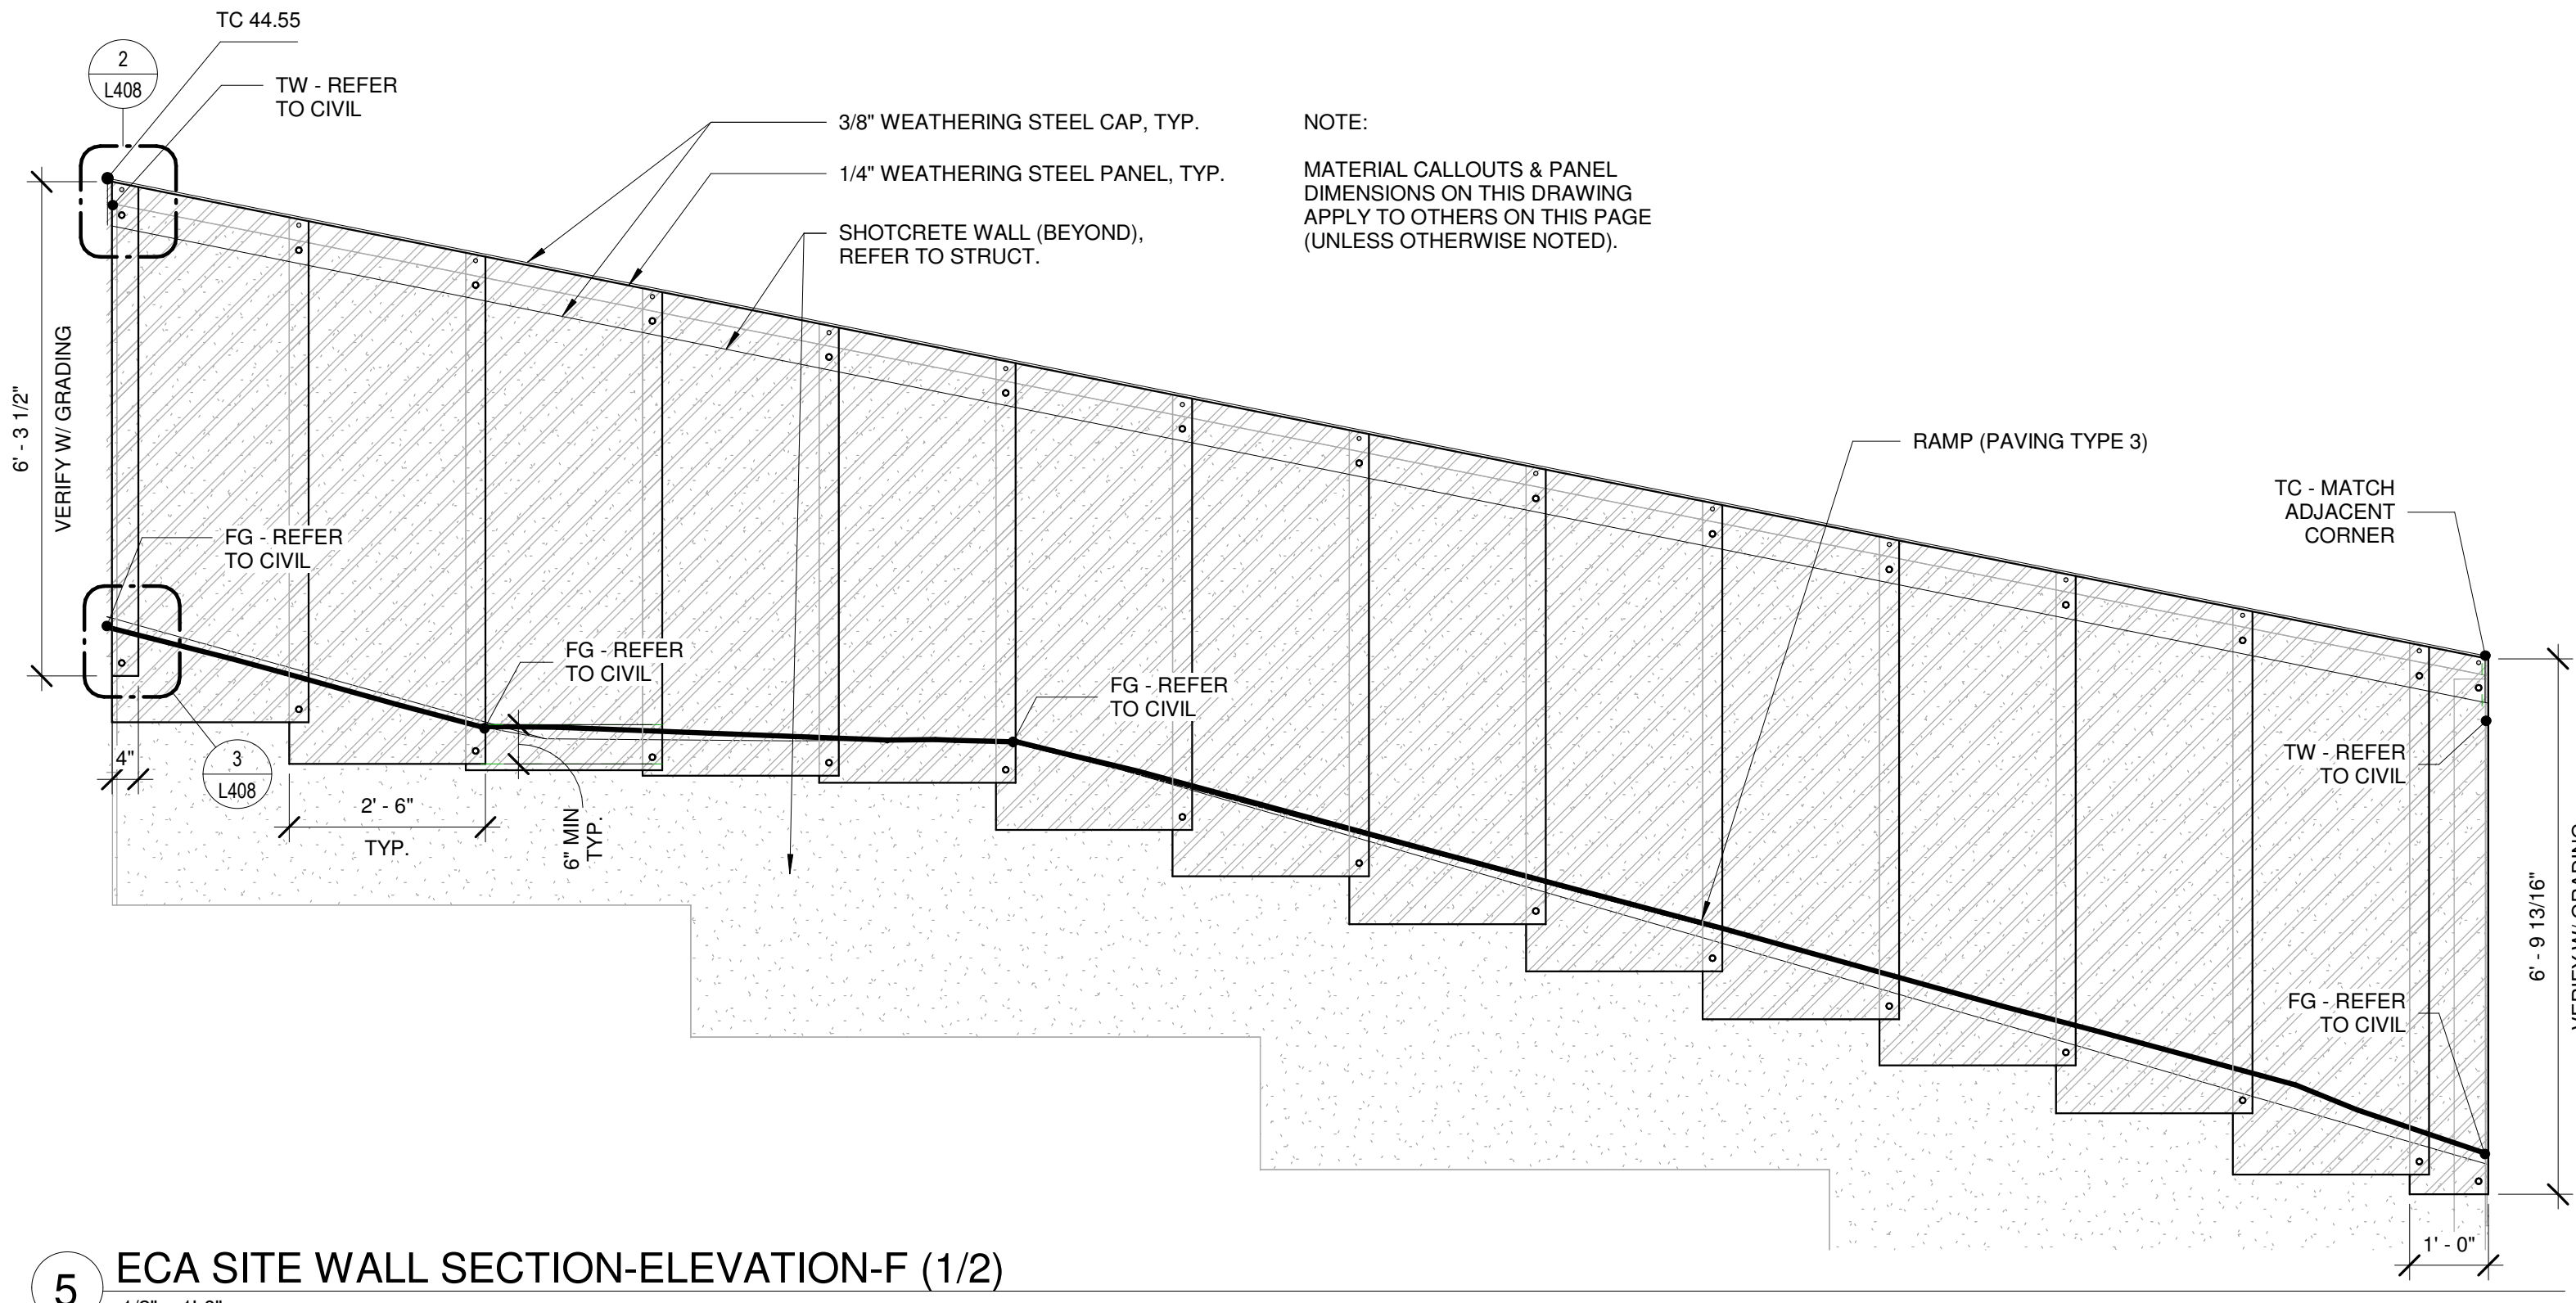 TC 44.55
2
L408
TW - REFER
TO CIVIL
3/8" WEATHERING STEEL CAP, TYP.
1/4" WEATHERING STEEL PANEL, TYP.
SHOTCRETE WALL (BEYOND),
REFER TO STRUCT.
NOTE:
MATERIAL CALLOUTS & PANEL
DIMENSIONS ON THIS DRAWING
APPLY TO OTHERS ON THIS PAGE
(UNLESS OTHERWISE NOTED).
6' - 3 1/2"
VERIFY W/ GRADING
RAMP (PAVING TYPE 3)
TC - MATCH
ADJACENT
CORNER
FG - REFER
TO CIVIL
FG - REFER
TO CIVIL
FG - REFER
TO CIVIL
4"
3
L408
2' - 6"
TYP.
6" MIN
TYP.
TW - REFER
TO CIVIL
6' - 9 13/16"
FG - REFER
TO CIVIL
1' - 0"
5
ECA SITE WALL SECTION-ELEVATION-F (1/2)